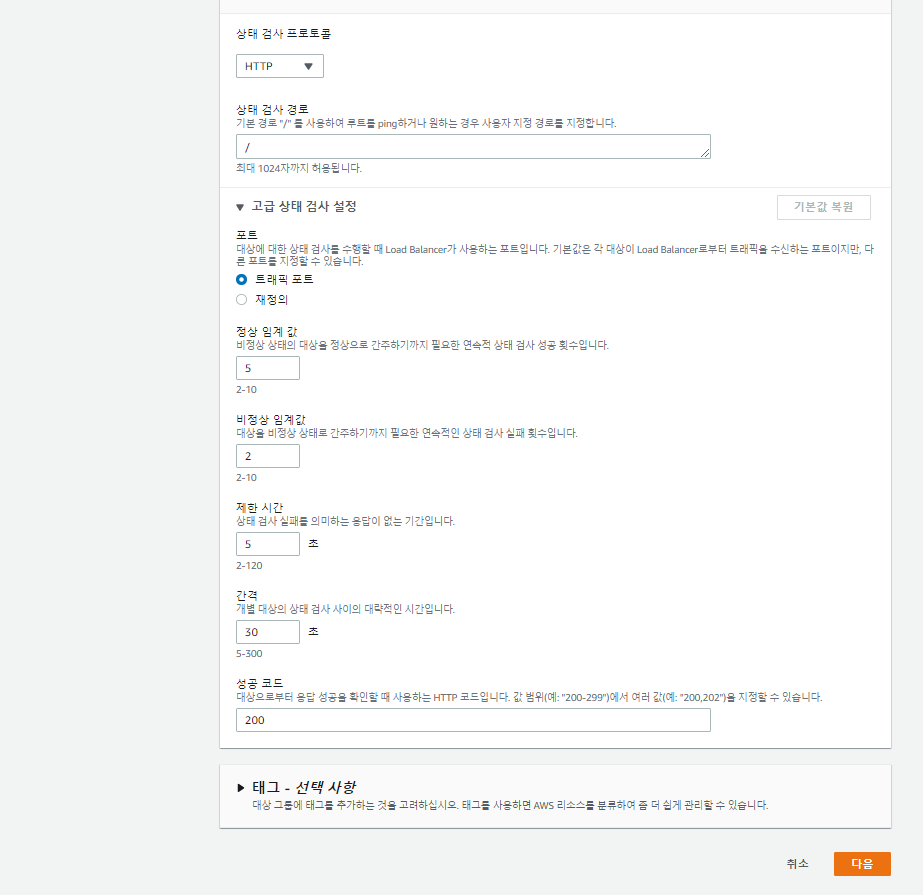 상태 검사 프로토콜
HTTP
상태 검사 경로
기본 경로 "/" 를 사용하여 루트를 ping하거나 원하는 경우 사용자 지정 경로를 지정합니다.
/
최대 1024자까지 허용됩니다.
고급 상태 검사 설정
기본값 복원
포트
대상에 대한 상태 검사를 수행할 때 Load Balancer가 사용하는 포트입니다. 기본값은 각 대상이 Load Balancer로부터 트래픽을 수신하는 포트이지만, 다
른 포트를 지정할 수 있습니다.
트래픽 포트
재정의
정상 임계 값
비정상 상태의 대상을 정상으로 간주하기까지 필요한 연속적 상태 검사 성공 횟수입니다.
5
2-10
비정상 임계값
대상을 비정상 상태로 간주하기까지 필요한 연속적인 상태 검사 실패 횟수입니다.
2
2-10
제한 시간
상태 검사 실패를 의미하는 응답이 없는 기간입니다.
5 초
2-120
간격
개별 대상의 상태 검사 사이의 대략적인 시간입니다.
30 초
5-300
성공 코드
대상으로부터 응답 성공을 확인할 때 사용하는 HTTP 코드입니다. 값 범위(예: "200-299")에서 여러 값(예: "200,202")을 지정할 수 있습니다.
200
태그 - 선택 사항
대상 그룹에 태그를 추가하는 것을 고려하십시오. 태그를 사용하면 AWS 리소스를 분류하여 좀 더 쉽게 관리할 수 있습니다.
취소
다음